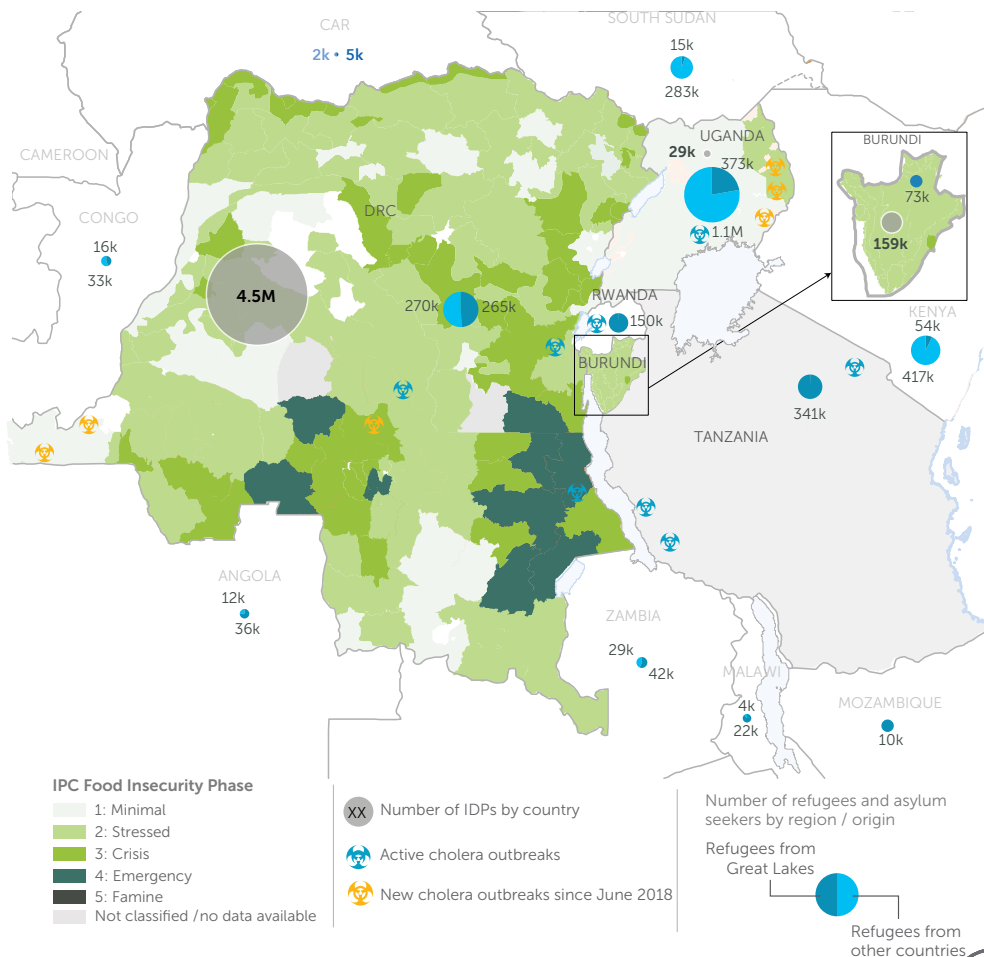 SOUTH SUDAN
15k
283k
CAR
2k • 5k
CAMEROON
UGANDA
29k
373k
1.1M
BURUNDI
73k
159k
CONGO
16k
33k
DRC
4.5M
270k
265k
RWANDA
150k
KENYA
54k
417k
BURUNDI
341k
TANZANIA
ANGOLA
12k
36k
ZAMBIA
29k
42k
MALAWI
4k
22k
MOZAMBIQUE
10k
IPC Food Insecurity Phase
1: Minimal
2: Stressed
3: Crisis
4: Emergency
5: Famine
Not classified /no data available
XX
Number of IDPs by country
Active cholera outbreaks
New cholera outbreaks since June 2018
Number of refugees and asylum
seekers by region / origin
Refugees from
Great Lakes
Refugees from
other countries